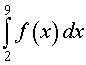 ∫₂⁹ f(x)dx